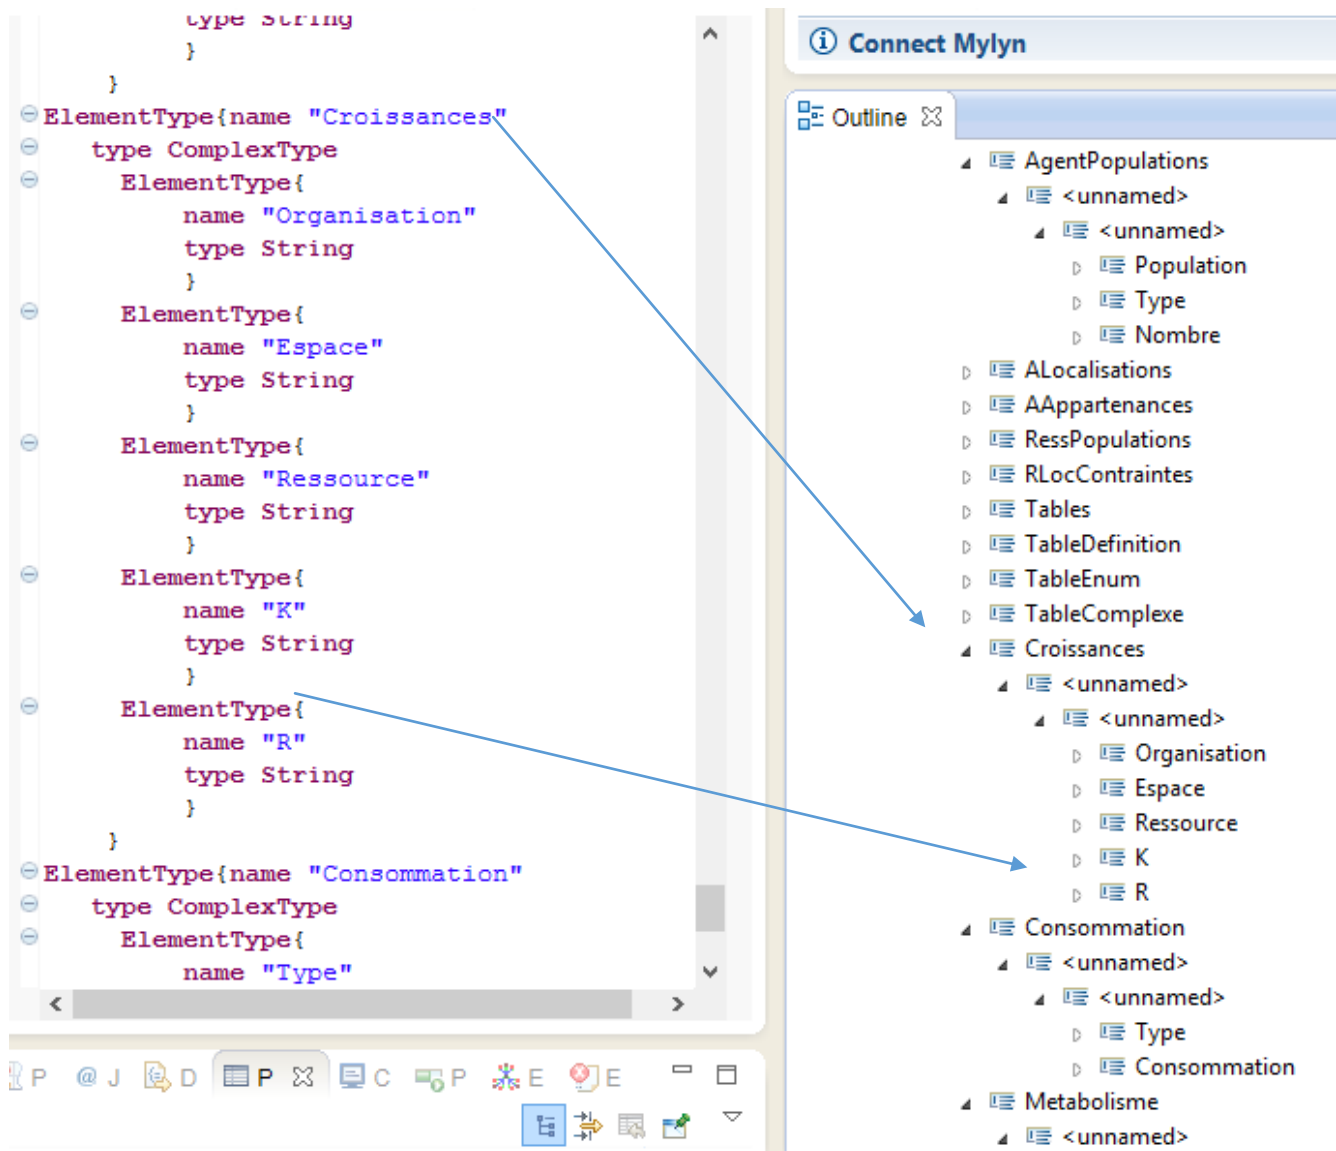 type String
}
}
ElementType{name "Croissances"
type ComplexType
ElementType{
name "Organisation"
type String
}
ElementType{
name "Espace"
type String
}
ElementType{
name "Ressource"
type String
}
ElementType{
name "K"
type String
}
ElementType{
name "R"
type String
}
}
ElementType{name "Consommation"
type ComplexType
ElementType{
name "Type"
P @ J D P C P E E
Connect Mylyn
Outline
AgentPopulations
<unnamed>
<unnamed>
Population
Type
Nombre
ALocalisations
AAppartenances
RessPopulations
RLocContraintes
Tables
TableDefinition
TableEnum
TableComplexe
Croissances
<unnamed>
<unnamed>
Organisation
Espace
Ressource
K
R
Consommation
<unnamed>
<unnamed>
Type
Consommation
Metabolisme
<unnamed>